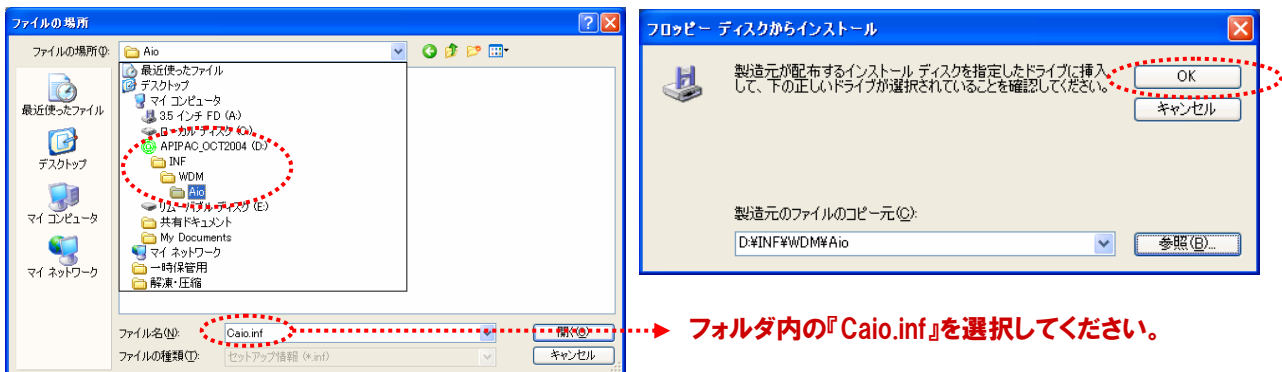 ファイルの場所
ファイルの場所(I):
Aio
最近使ったファイル
デスクトップ
マイ コンピュータ
マイ ネットワーク
最近使ったファイル
デスクトップ
マイ コンピュータ
3.5 インチ FD (A:)
ローカル ディスク (C:)
APIPAC_OCT2004 (D:)
INF
WDM
Aio
リムーバブル ディスク (E:)
共有ドキュメント
My Documents
マイ ネットワーク
一時保管用
解凍・圧縮
ファイル名(N):
Caio.inf
開く(O)
ファイルの種類(T):
セットアップ情報 (*.inf)
キャンセル
フロッピー ディスクからインストール
製造元が配布するインストール ディスクを指定したドライブに挿入
して、下の正しいドライブが選択されていることを確認してください。
OK
キャンセル
製造元のファイルのコピー元(C):
D:¥INF¥WDM¥Aio
参照(B)...
フォルダ内の『Caio.inf』を選択してください。